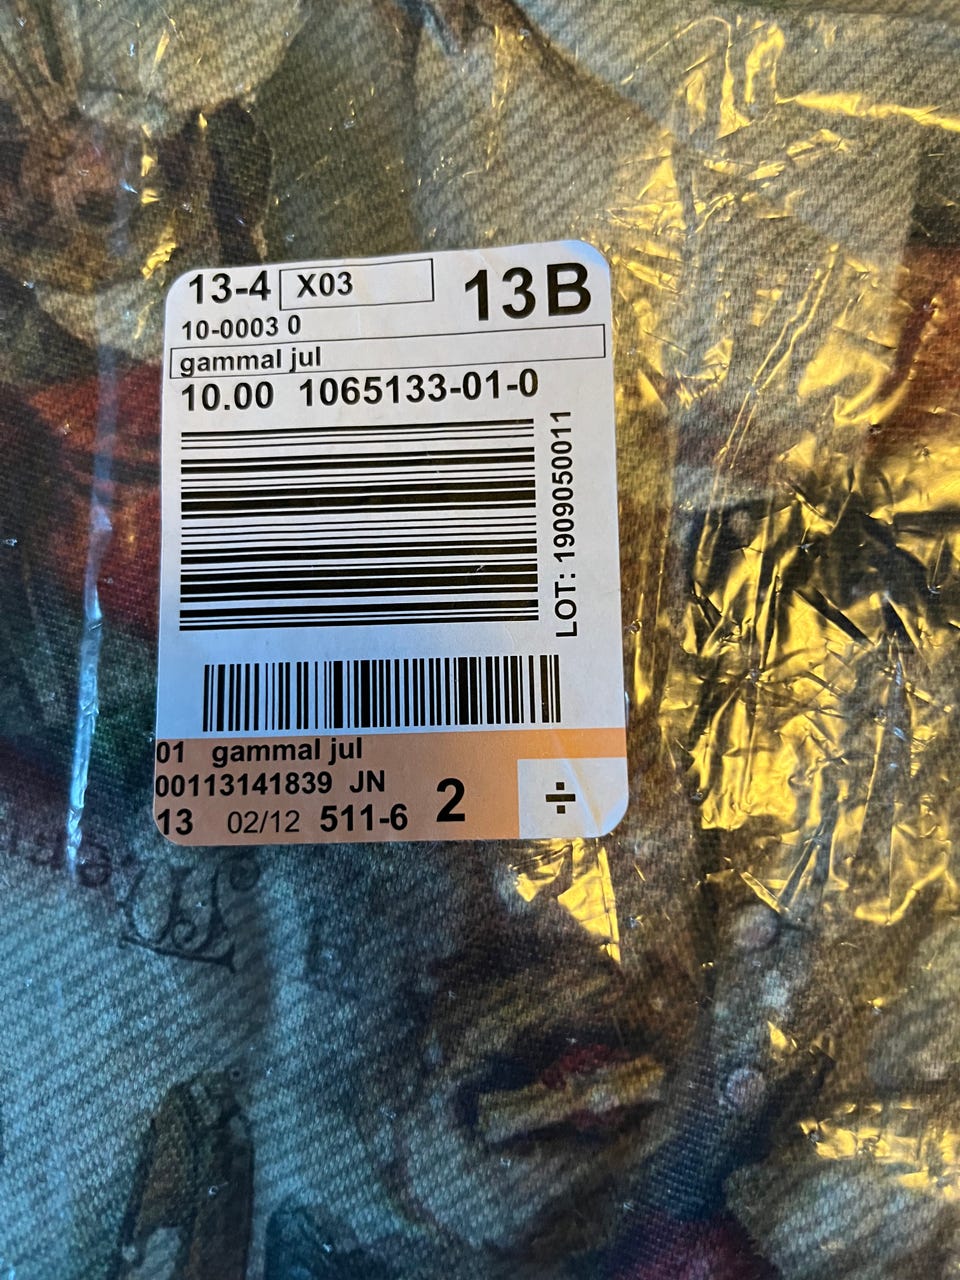 13-4 X03 13B
10-0003 0
gammal jul
10.00 1065133-01-0
LOT: 1909050011
01 gammal jul
00113141839 JN
13 02/12 511-6 2 ÷